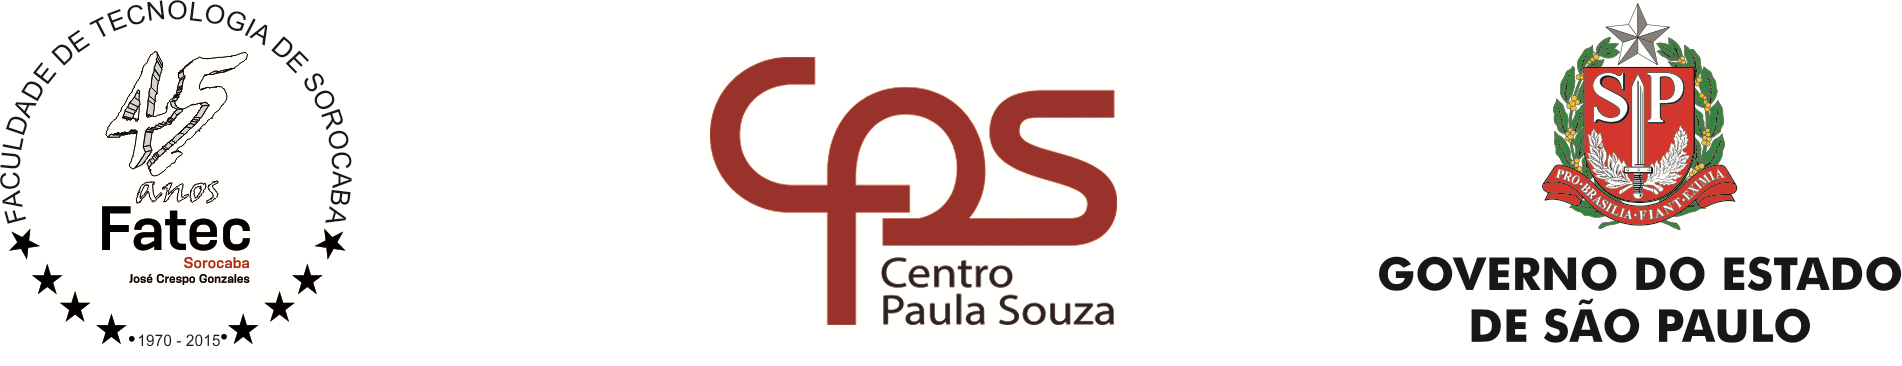 FACULDADE DE TECNOLOGIA DE SOROCABA
45
anos
Fatec
Sorocaba
José Crespo Gonzales
1970 - 2015
CPS
Centro
Paula Souza
SP
PRO·BRASILIA·FIANT·EXIMIA
GOVERNO DO ESTADO
DE SÃO PAULO